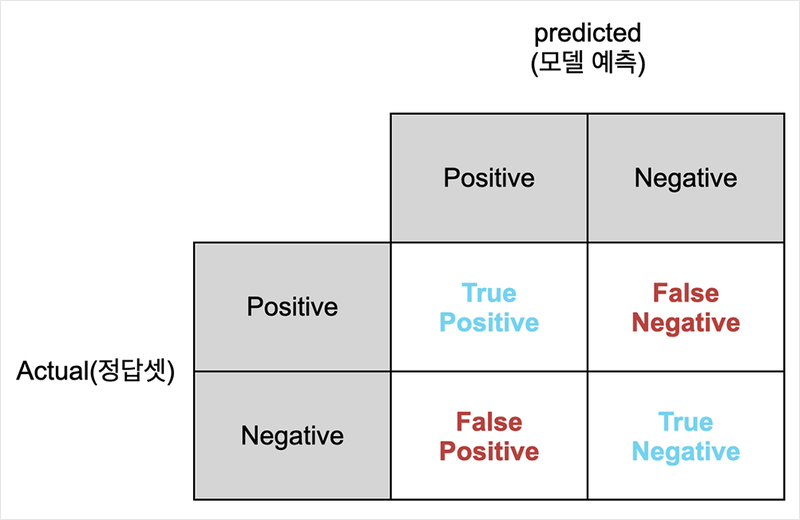 predicted
(모델 예측)
Positive
Negative
Positive
True
Positive
False
Negative
Actual(정답셋)
Negative
False
Positive
True
Negative